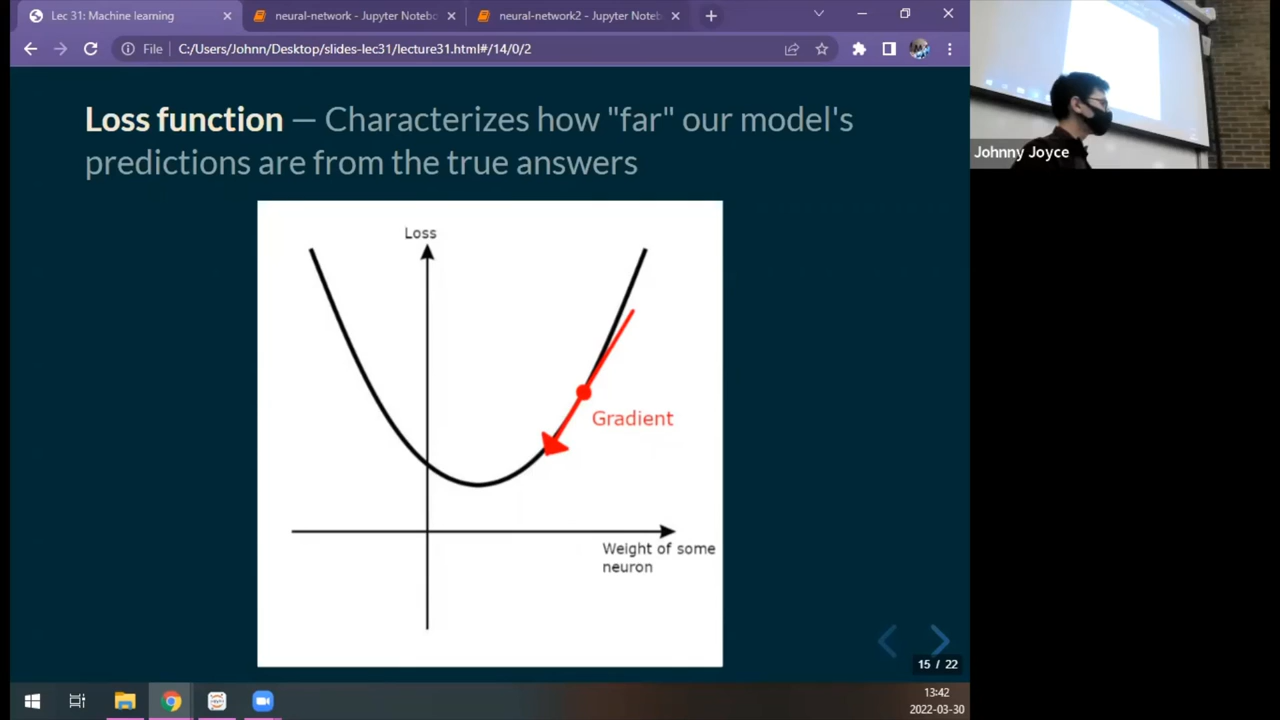 Lec 31: Machine learning
neural-network - Jupyter Notebo
neural-network2 - Jupyter Notebo
File
C:/Users/Johnn/Desktop/slides-lec31/lecture31.html#/14/0/2
Loss function — Characterizes how "far" our model's
predictions are from the true answers
Johnny Joyce
Loss
Gradient
Weight of some
neuron
15 / 22
13:42
2022-03-30